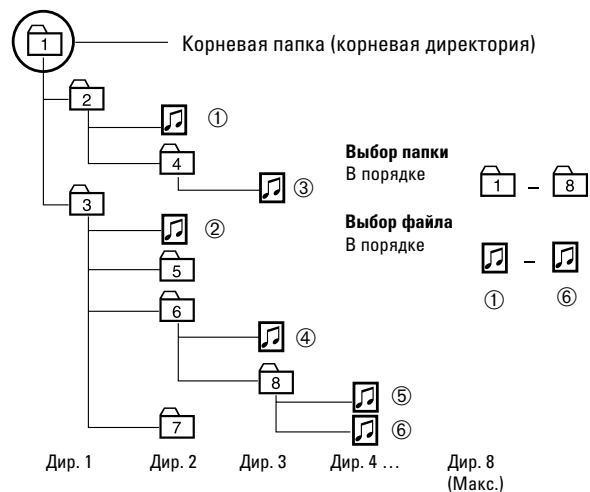 1 Корневая папка (корневая директория)
2
①
4
Выбор папки
В порядке
1 – 8
③
3
②
Выбор файла
В порядке
–
① ⑥
5
6
④
8
⑤
⑥
7
Дир. 1 Дир. 2 Дир. 3 Дир. 4 ... Дир. 8
(Макс.)